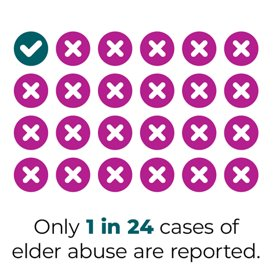 Only 1 in 24 cases of
elder abuse are reported.